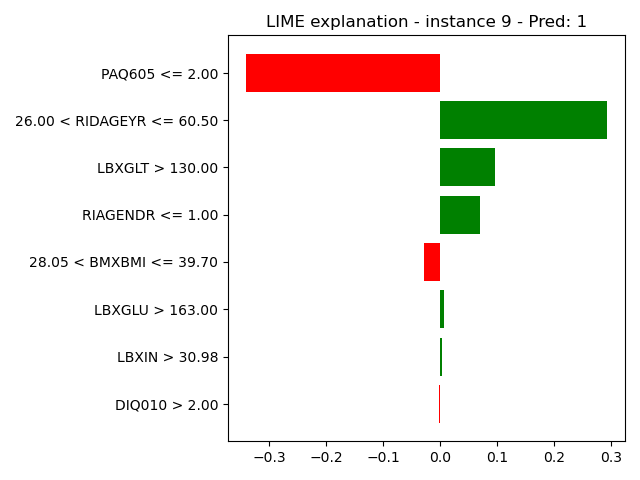 LIME explanation - instance 9 - Pred: 1
PAQ605 <= 2.00
26.00 < RIDAGEYR <= 60.50
LBXGLT > 130.00
RIAGENDR <= 1.00
28.05 < BMXBMI <= 39.70
LBXGLU > 163.00
LBXIN > 30.98
DIQ010 > 2.00
−0.3 −0.2 −0.1 0.0 0.1 0.2 0.3